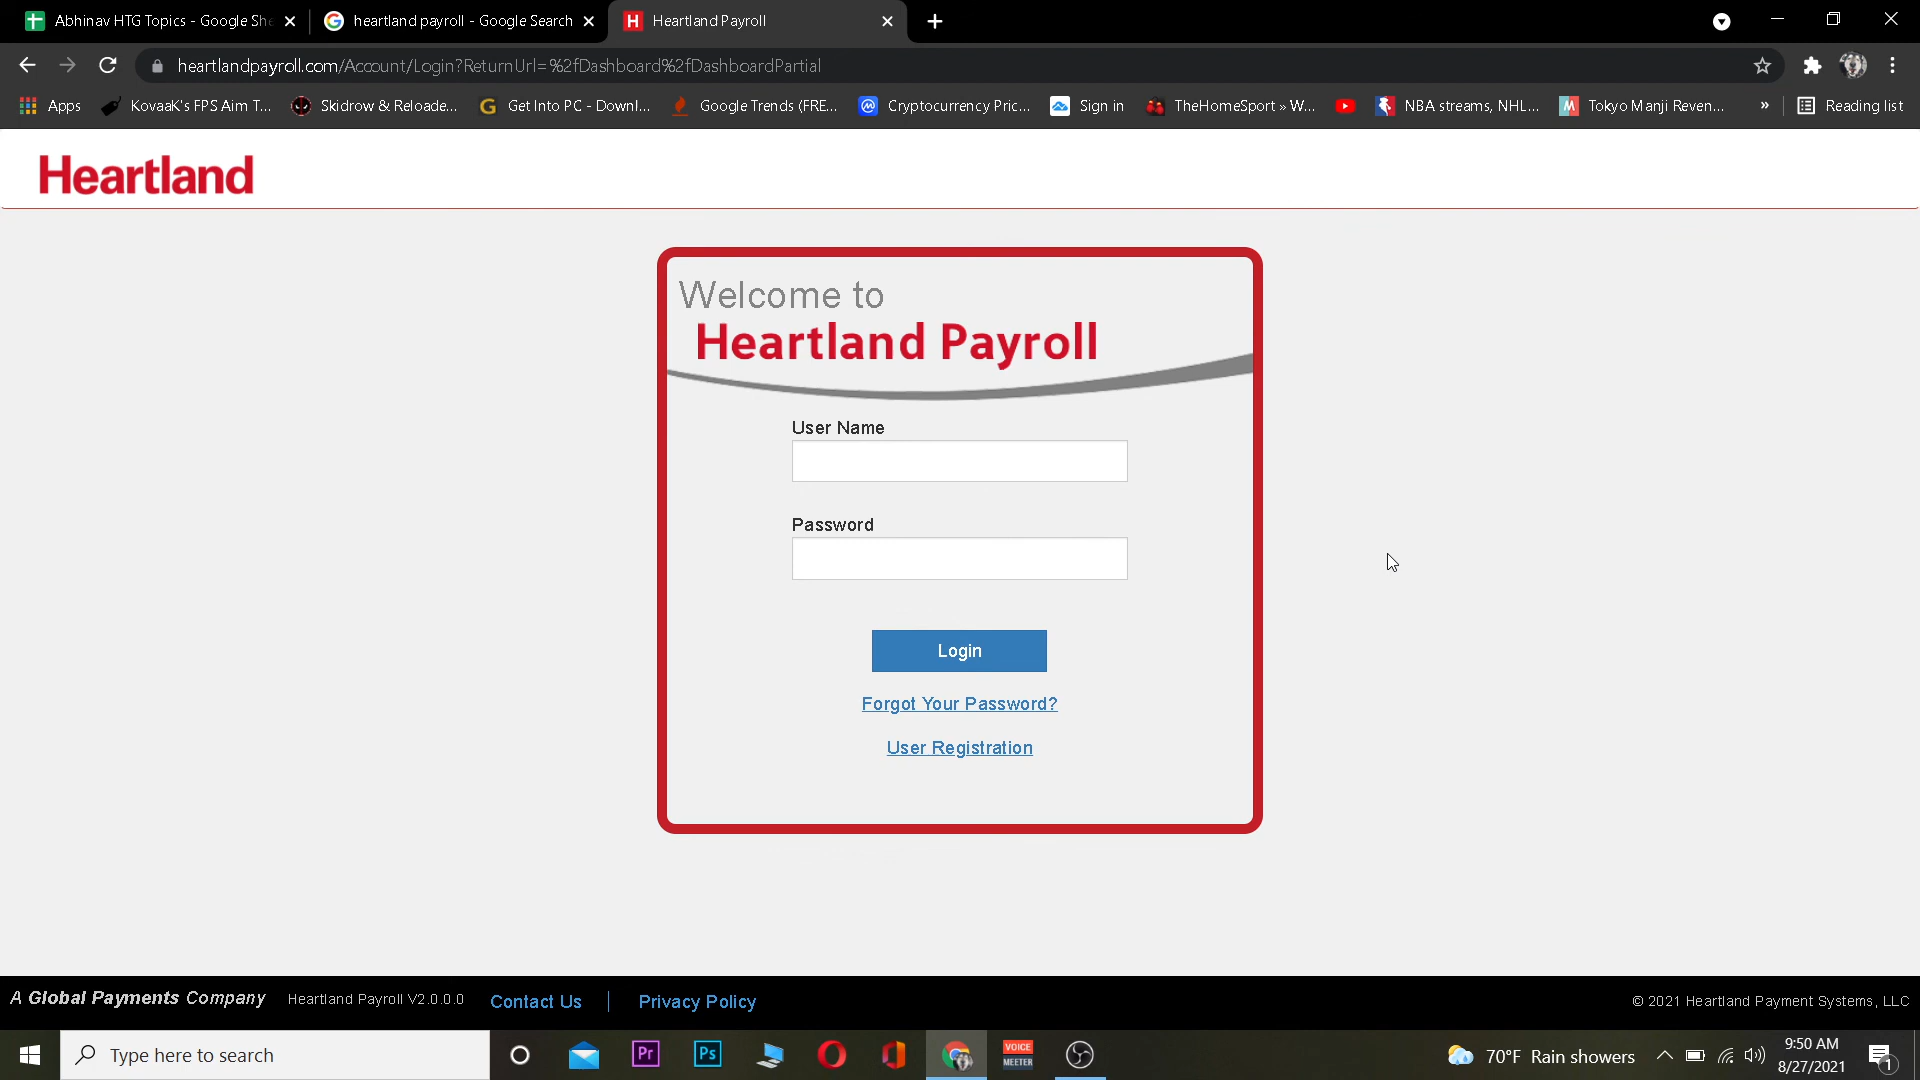 Abhinav HTG Topics - Google She
heartland payroll - Google Search
Heartland Payroll
heartlandpayroll.com/Account/Login?ReturnUrl=%2fDashboard%2fDashboardPartial
Apps
KovaaK's FPS Aim T...
Skidrow & Reloade...
Get Into PC - Downl...
Google Trends (FRE...
Cryptocurrency Pric...
Sign in
TheHomeSport » W...
NBA streams, NHL...
Tokyo Manji Reven...
»
Reading list
Heartland
Welcome to
Heartland Payroll
User Name
Password
Login
Forgot Your Password?
User Registration
A Global Payments Company
Heartland Payroll V2.0.0.0
Contact Us
|
Privacy Policy
© 2021 Heartland Payment Systems, LLC
Type here to search
Pr
Ps
VOICE
MEETER
70°F Rain showers
9:50 AM
8/27/2021
1